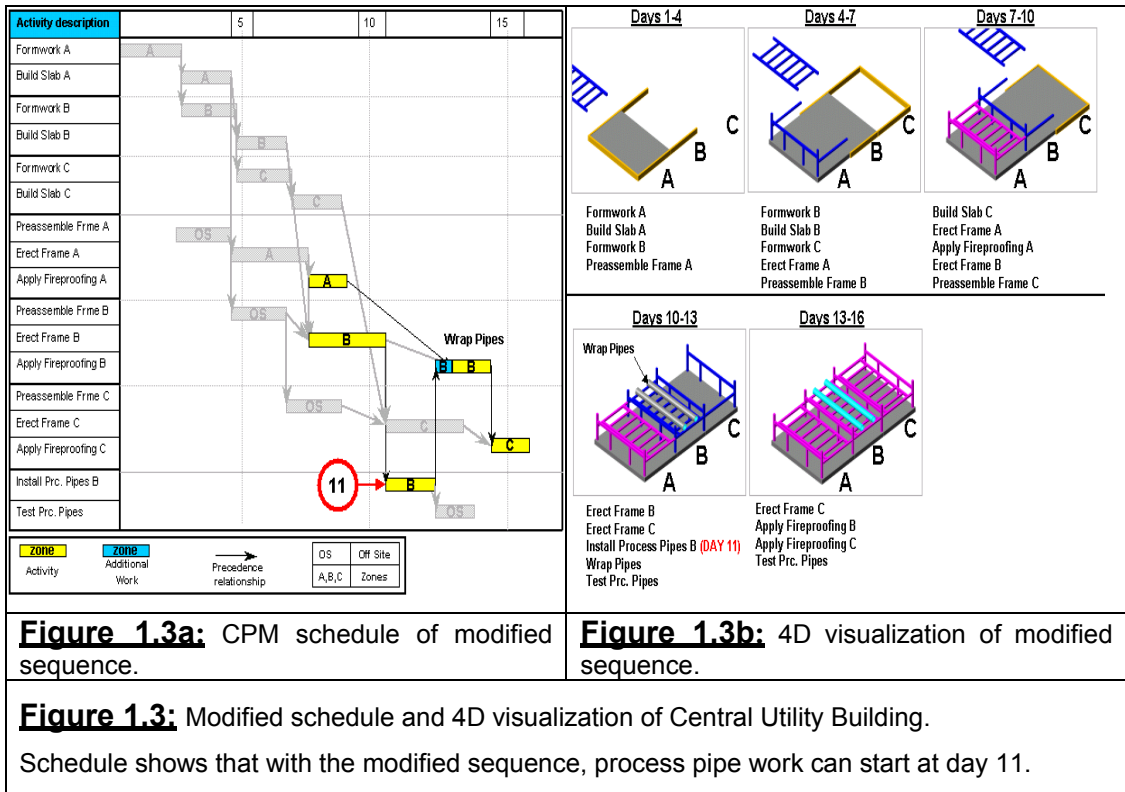 Activity description 5 10 15
Formwork A A
Build Slab A A
Formwork B B
Build Slab B B
Formwork C C
Build Slab C C
Preassemble Frme A OS
Erect Frame A A
Apply Fireproofing A A
Preassemble Frme B OS
Erect Frame B B Wrap Pipes
Apply Fireproofing B B B
Preassemble Frme C OS
Erect Frame C C
Apply Fireproofing C C
Install Prc. Pipes B 11 B
Test Prc. Pipes OS
zone
Activity
zone
Additional
Work
Precedence
relationship
OS Off Site
A,B,C Zones
Days 1-4
C
B
A
Formwork A
Build Slab A
Formwork B
Preassemble Frame A
Days 4-7
C
B
A
Formwork B
Build Slab B
Formwork C
Erect Frame A
Preassemble Frame B
Days 7-10
C
B
A
Build Slab C
Erect Frame A
Apply Fireproofing A
Erect Frame B
Preassemble Frame C
Days 10-13
Wrap Pipes
C
B
A
Erect Frame B
Erect Frame C
Install Process Pipes B (DAY 11)
Wrap Pipes
Test Prc. Pipes
Days 13-16
C
B
A
Erect Frame C
Apply Fireproofing B
Apply Fireproofing C
Test Prc. Pipes
Figure 1.3a: CPM schedule of modified
sequence.
Figure 1.3b: 4D visualization of modified
sequence.
Figure 1.3: Modified schedule and 4D visualization of Central Utility Building.
Schedule shows that with the modified sequence, process pipe work can start at day 11.